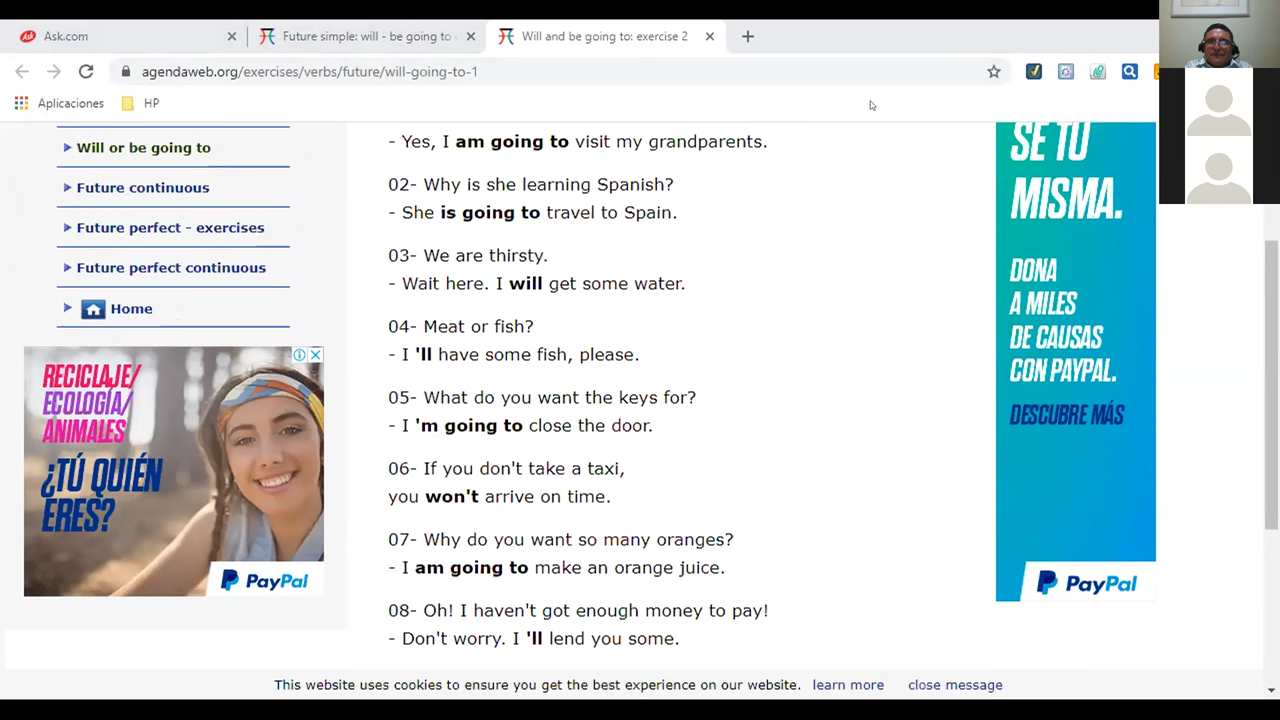 Ask.com
Future simple: will - be going to
Will and be going to: exercise 2
agendaweb.org/exercises/verbs/future/will-going-to-1
Aplicaciones
HP
Will or be going to
Future continuous
Future perfect - exercises
Future perfect continuous
Home
RECICLAJE/
ECOLOGÍA/
ANIMALES
¿TÚ QUIÉN
ERES?
PayPal
- Yes, I am going to visit my grandparents.
02- Why is she learning Spanish?
- She is going to travel to Spain.
03- We are thirsty.
- Wait here. I will get some water.
04- Meat or fish?
- I 'll have some fish, please.
05- What do you want the keys for?
- I 'm going to close the door.
06- If you don't take a taxi,
you won't arrive on time.
07- Why do you want so many oranges?
- I am going to make an orange juice.
08- Oh! I haven't got enough money to pay!
- Don't worry. I 'll lend you some.
SÉ TÚ
MISMA.
DONA
A MILES
DE CAUSAS
CON PAYPAL.
DESCUBRE MÁS
PayPal
This website uses cookies to ensure you get the best experience on our website. learn more close message